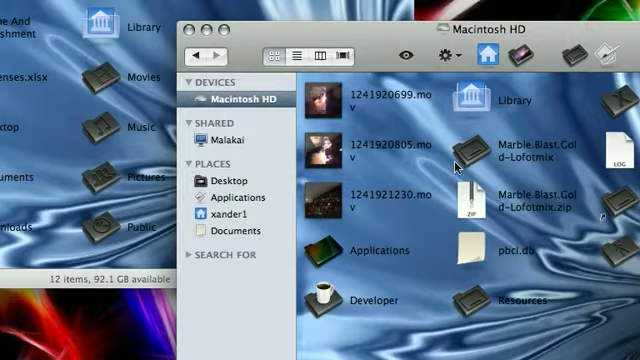 Library
shment
enses.xlsx
Movies
ktop
Music
uments
Pictures
nloads
Public
12 items, 92.1 GB available
Macintosh HD
DEVICES
Macintosh HD
SHARED
Malakai
PLACES
Desktop
Applications
xander1
Documents
SEARCH FOR
1241920699.mo
v
Library
1241920805.mo
v
Marble.Blast.Gol
d-Lofotmix
LOG
1241921230.mo
v
ZIP
Marble.Blast.Gol
d-Lofotmix.zip
Applications
pbcl.db
Developer
Resources